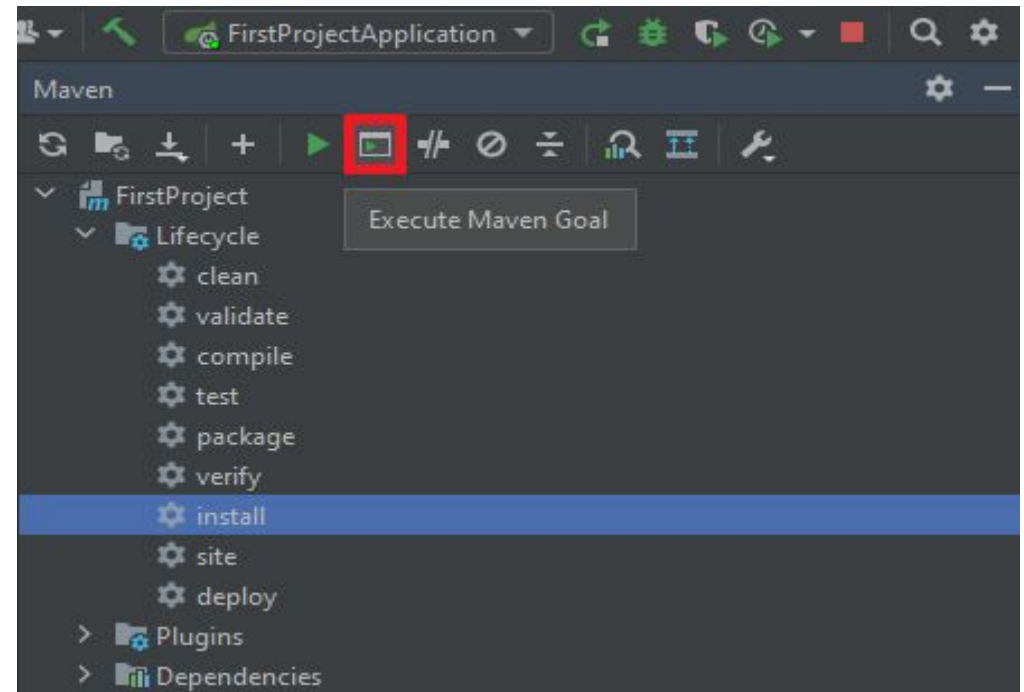 FirstProjectApplication
Maven
FirstProject
Execute Maven Goal
Lifecycle
clean
validate
compile
test
package
verify
install
site
deploy
Plugins
Dependencies